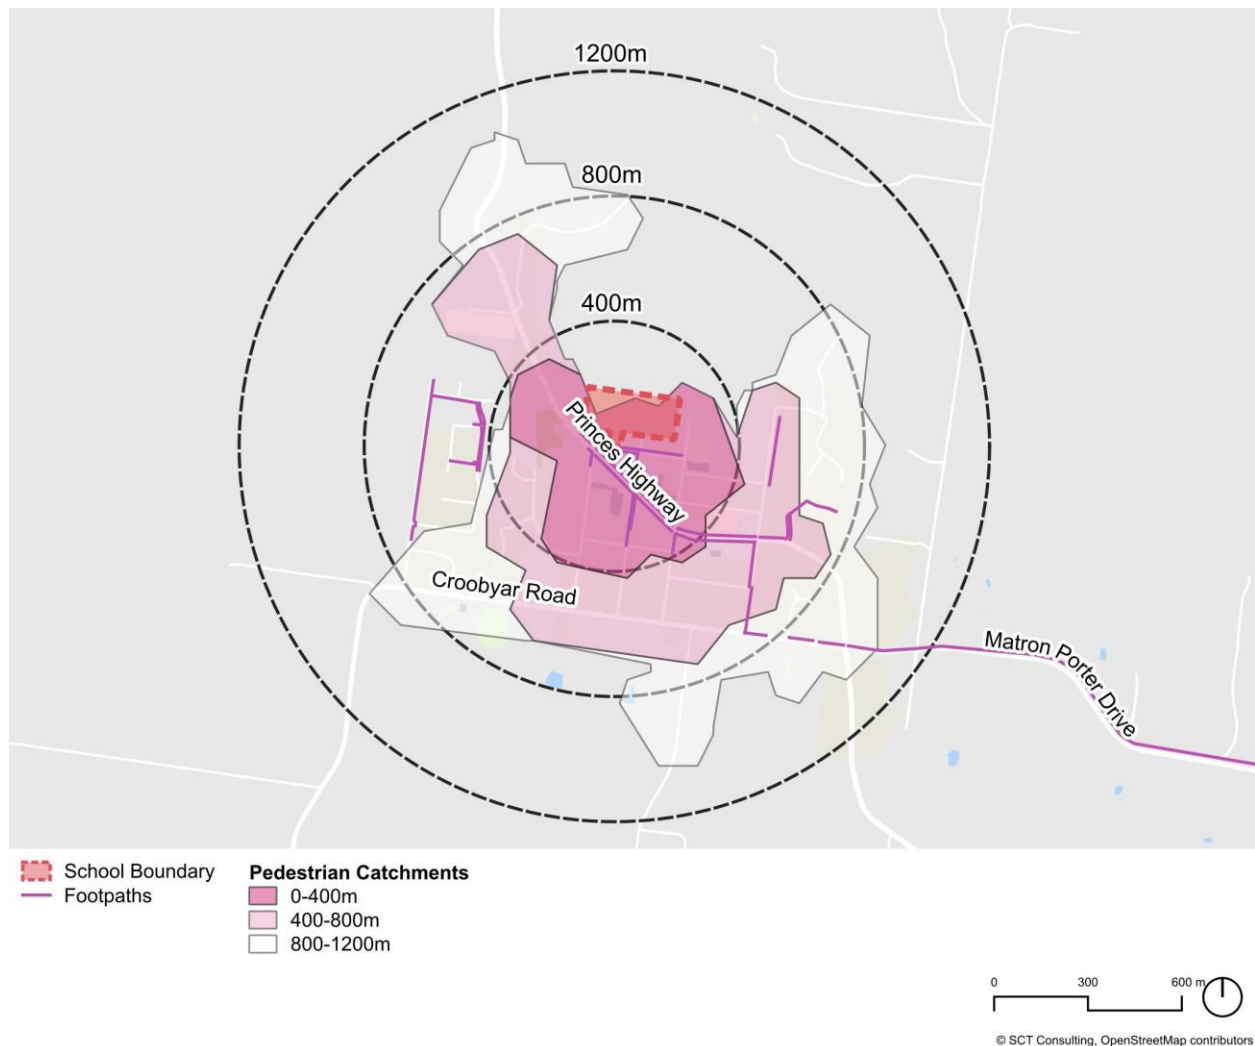 1200m
800m
400m
Princes Highway
Croobyar Road
Matron Porter Drive
School Boundary
Footpaths
Pedestrian Catchments
0-400m
400-800m
800-1200m
0 300 600 m
© SCT Consulting, OpenStreetMap contributors